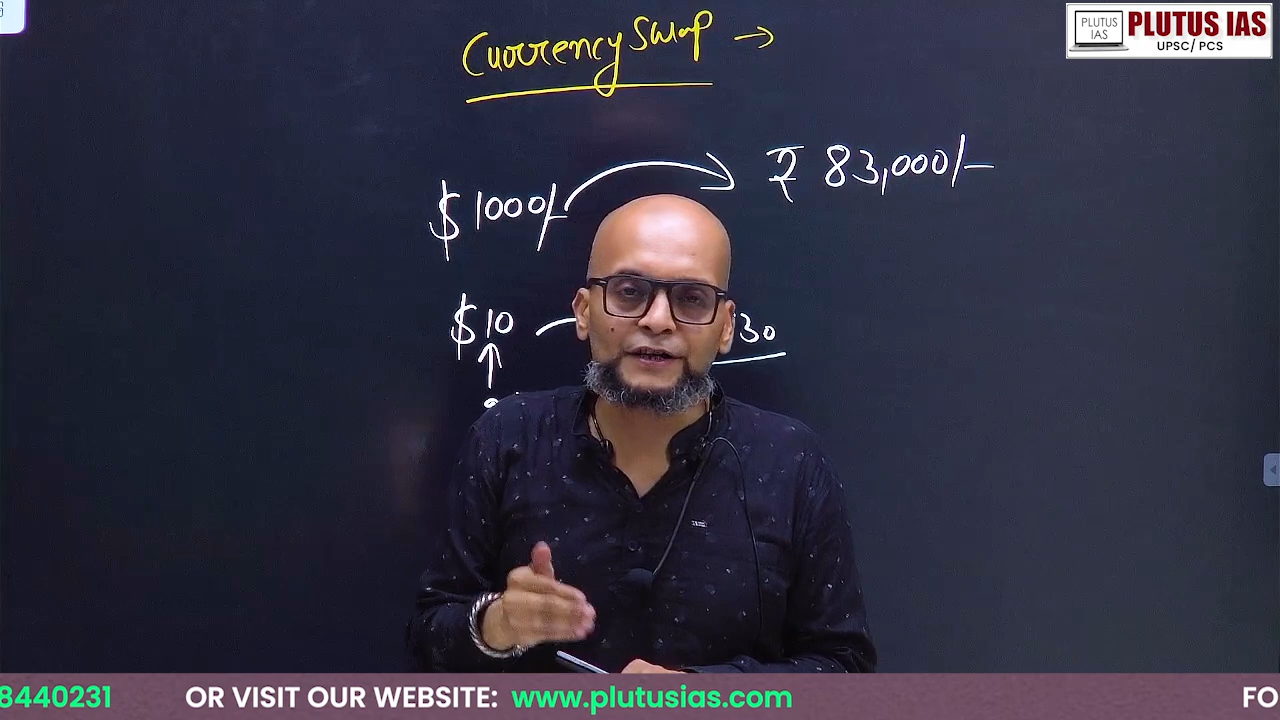 PLUTUS IAS
PLUTUS IAS
UPSC/ PCS
Currency Swap →
$ 1000/- ₹ 83,000/-
$ 10 30
8440231 OR VISIT OUR WEBSITE: www.plutusias.com FO